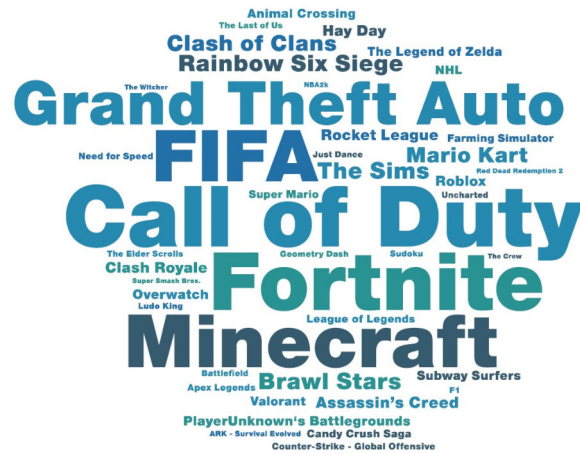 Animal Crossing
The Last of Us
Hay Day
Clash of Clans
The Legend of Zelda
Rainbow Six Siege
NHL
The Witcher
NBA2k
Grand Theft Auto
Rocket League
Farming Simulator
FIFA
Need for Speed
Just Dance
Mario Kart
The Sims
Red Dead Redemption 2
Roblox
Super Mario
Uncharted
Call of Duty
The Elder Scrolls
Geometry Dash
Sudoku
The Crew
Clash Royale
Fortnite
Super Smash Bros.
Overwatch
Ludo King
League of Legends
Minecraft
Battlefield
Brawl Stars
Subway Surfers
Apex Legends
F1
Valorant
Assassin's Creed
PlayerUnknown‘s Battlegrounds
ARK - Survival Evolved
Candy Crush Saga
Counter-Strike - Global Offensive